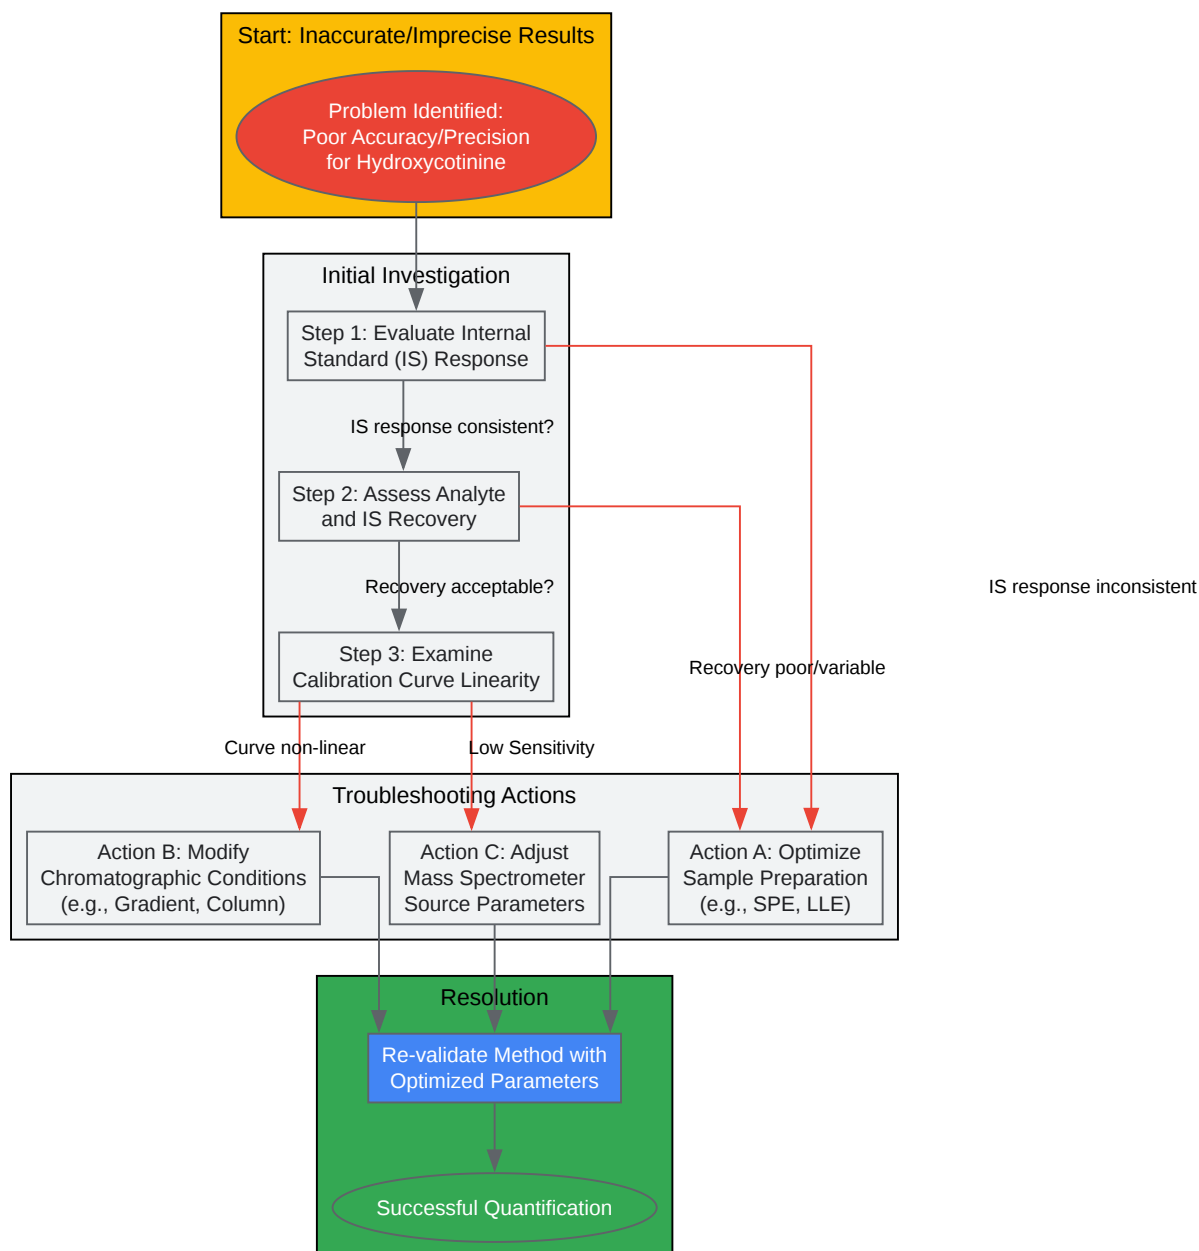 Start: Inaccurate/Imprecise Results
Problem Identified:
Poor Accuracy/Precision
for Hydroxycotinine
Initial Investigation
Step 1: Evaluate Internal
Standard (IS) Response
IS response consistent?
Step 2: Assess Analyte
and IS Recovery
Recovery acceptable?
IS response inconsistent
Step 3: Examine
Calibration Curve Linearity
Recovery poor/variable
Curve non-linear
Low Sensitivity
Troubleshooting Actions
Action B: Modify
Chromatographic Conditions
(e.g., Gradient, Column)
Action C: Adjust
Mass Spectrometer
Source Parameters
Action A: Optimize
Sample Preparation
(e.g., SPE, LLE)
Resolution
Re-validate Method with
Optimized Parameters
Successful Quantification